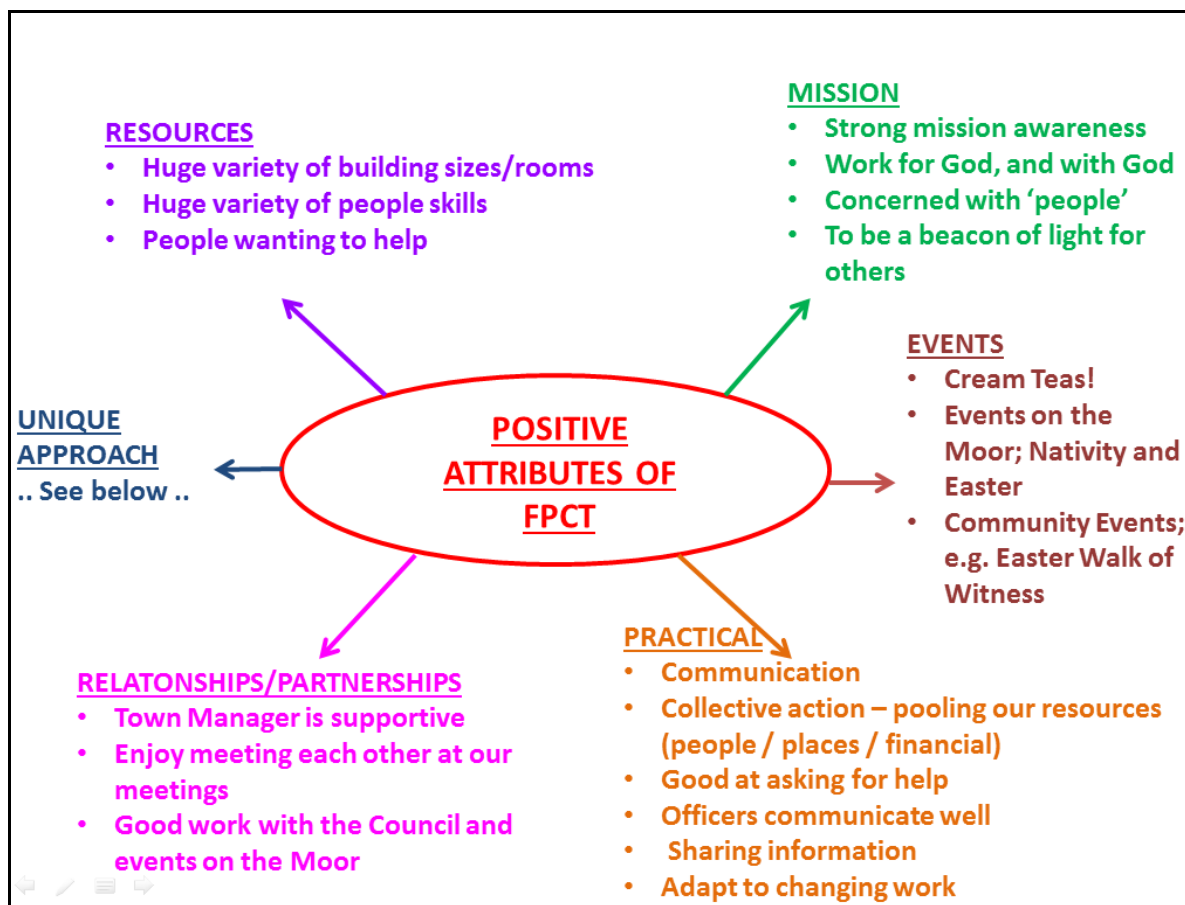 POSITIVE
ATTRIBUTES OF
FPCT
RESOURCES
• Huge variety of building sizes/rooms
• Huge variety of people skills
• People wanting to help
MISSION
• Strong mission awareness
• Work for God, and with God
• Concerned with ‘people’
• To be a beacon of light for
others
EVENTS
• Cream Teas!
• Events on the
Moor; Nativity and
Easter
• Community Events;
e.g. Easter Walk of
Witness
PRACTICAL
• Communication
• Collective action – pooling our resources
(people / places / financial)
• Good at asking for help
• Officers communicate well
• Sharing information
• Adapt to changing work
RELATONSHIPS/PARTNERSHIPS
• Town Manager is supportive
• Enjoy meeting each other at our
meetings
• Good work with the Council and
events on the Moor
UNIQUE
APPROACH
.. See below ..